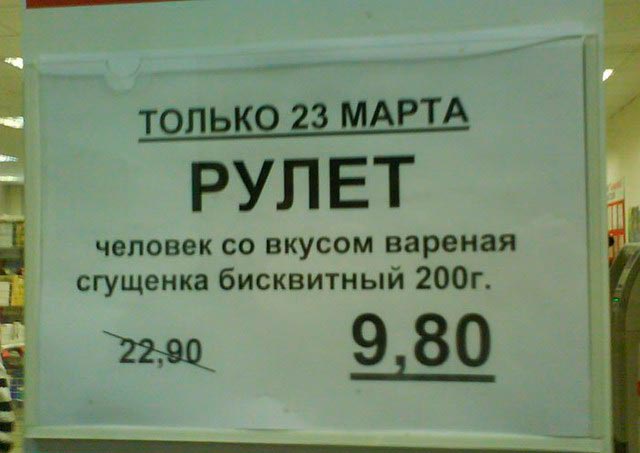 ТОЛЬКО 23 МАРТА
РУЛЕТ
человек со вкусом вареная
сгущенка бисквитный 200г.
22,90
9,80